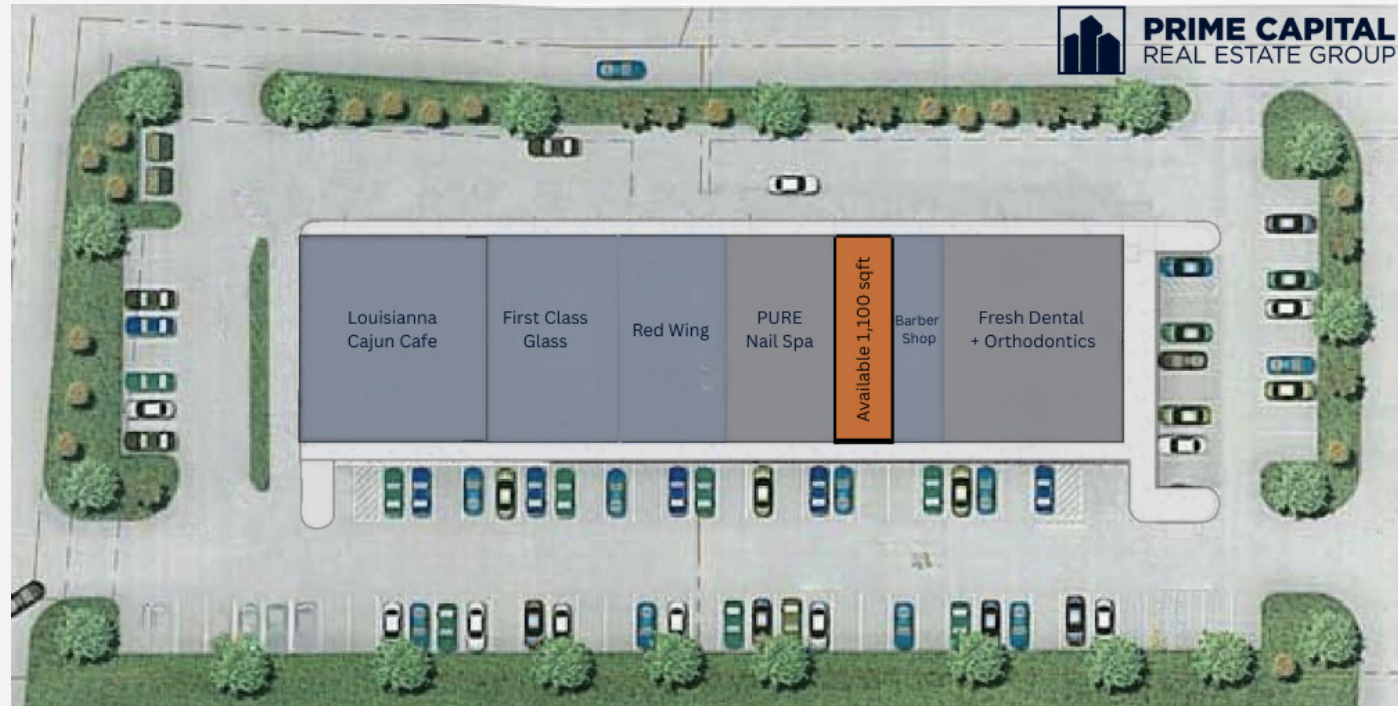 PRIME CAPITAL
REAL ESTATE GROUP
Louisianna
Cajun Cafe
First Class
Glass
Red Wing
PURE
Nail Spa
Available 1,100 sqft
Barber
Shop
Fresh Dental
+ Orthodontics